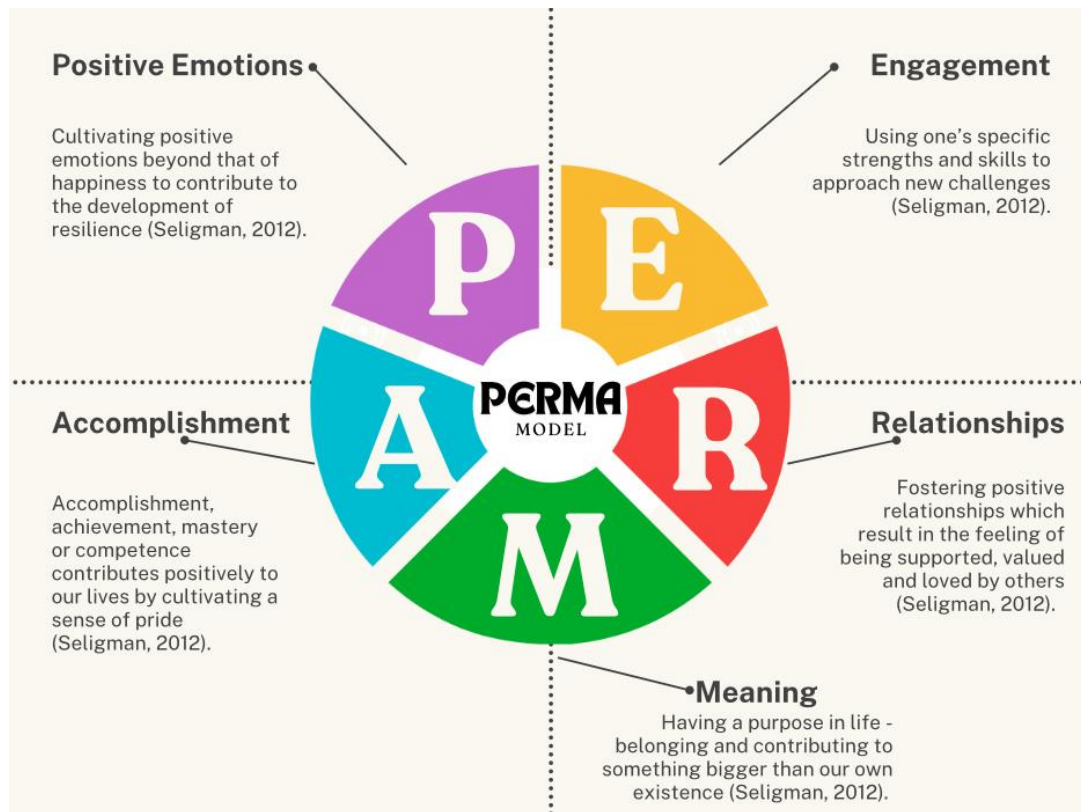 Positive Emotions
Cultivating positive
emotions beyond that of
happiness to contribute to
the development of
resilience (Seligman, 2012).
Engagement
Using one’s specific
strengths and skills to
approach new challenges
(Seligman, 2012).
P
E
A
R
M
PERMA
MODEL
Accomplishment
Accomplishment,
achievement, mastery
or competence
contributes positively to
our lives by cultivating a
sense of pride
(Seligman, 2012).
Relationships
Fostering positive
relationships which
result in the feeling of
being supported, valued
and loved by others
(Seligman, 2012).
Meaning
Having a purpose in life -
belonging and contributing to
something bigger than our own
existence (Seligman, 2012).